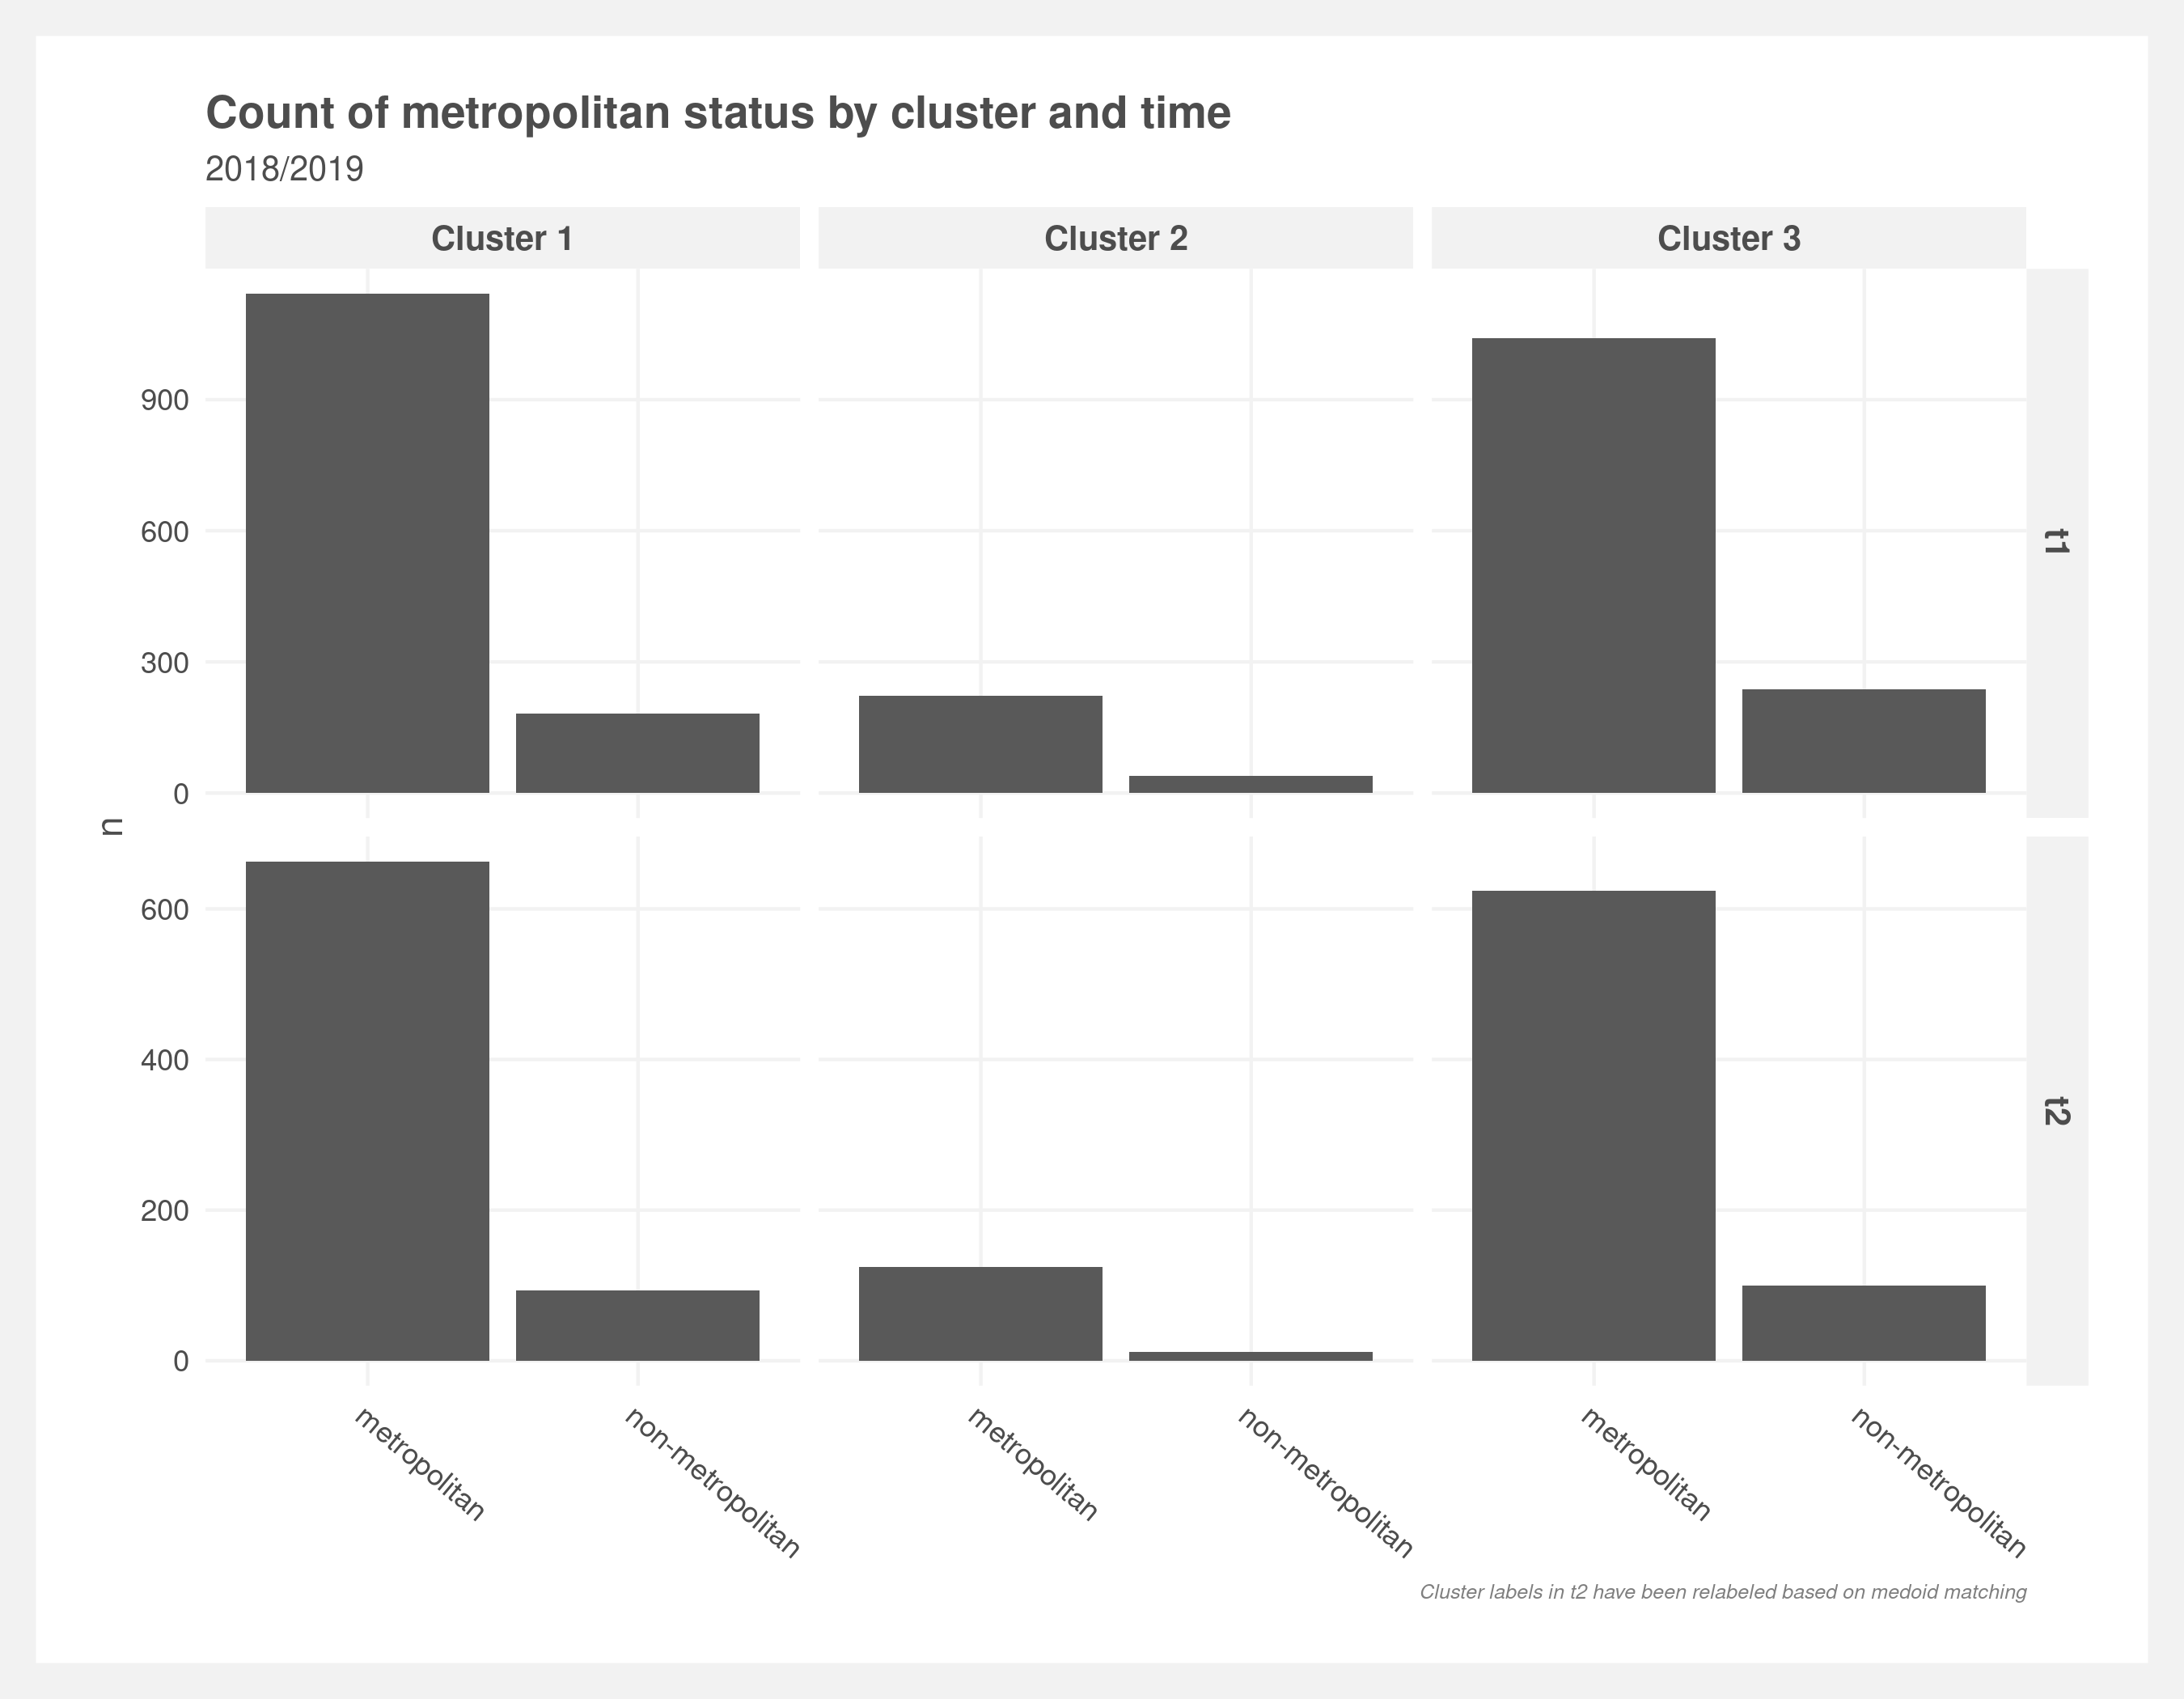 Count of metropolitan status by cluster and time
2018/2019
Cluster 1
Cluster 2
Cluster 3
900
600
300
0
t1
n
600
400
200
0
t2
metropolitan
non-metropolitan
metropolitan
non-metropolitan
metropolitan
non-metropolitan
Cluster labels in t2 have been relabeled based on medoid matching